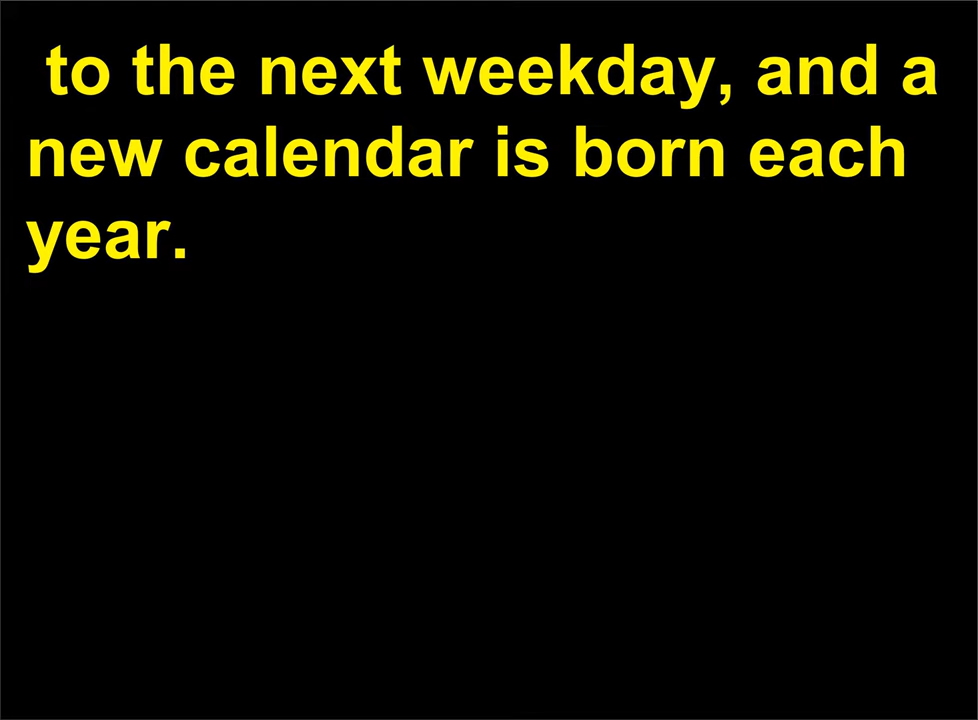 to the next weekday, and a
new calendar is born each
year.